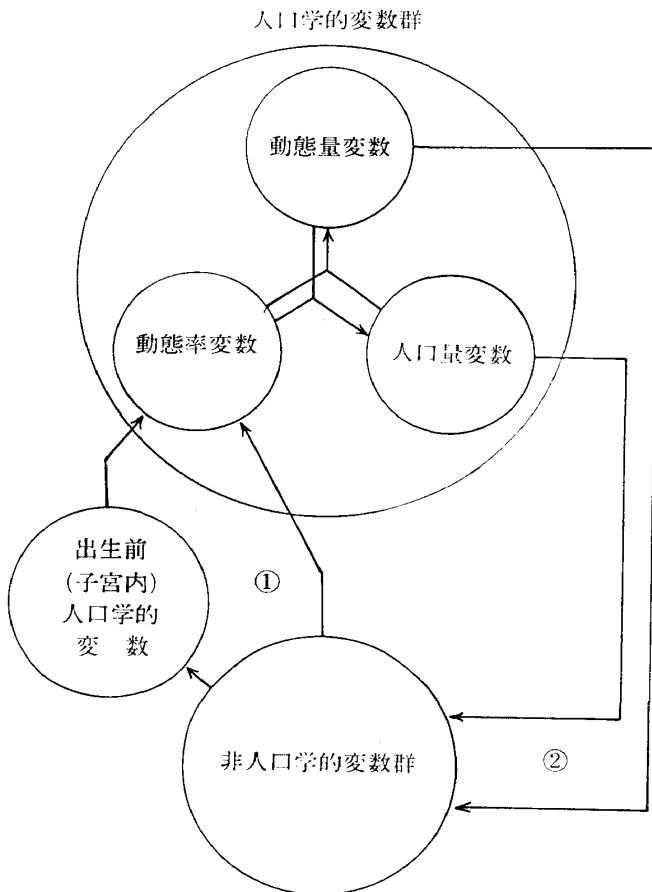 人口学的変数群
動態量変数
動態率変数
人口量変数
出生前
(子宮内)
人口学的
変 数
①
非人口学的変数群
②